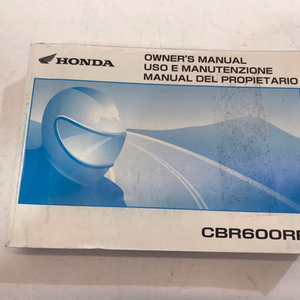 HONDA
OWNER'S MANUAL
USO E MANUTENZIONE
MANUAL DEL PROPIETARIO
CBR600RR